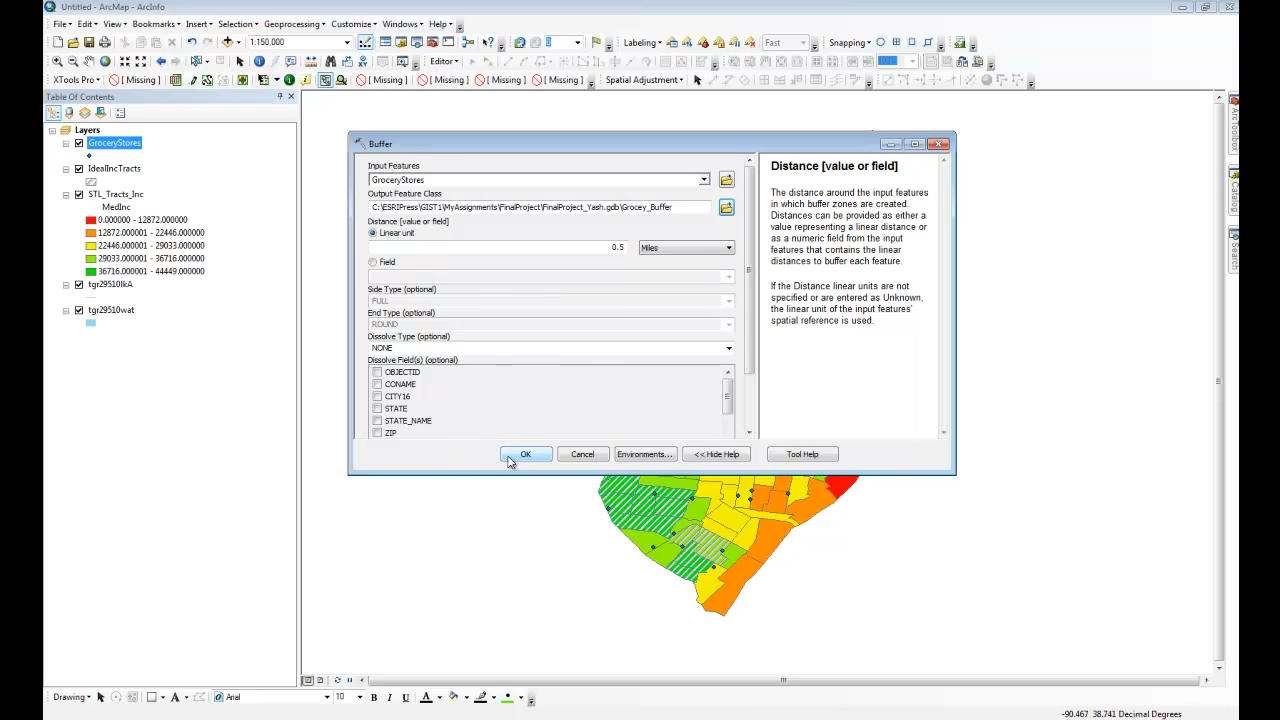 Untitled - ArcMap - ArcInfo
File Edit View Bookmarks Insert Selection Geoprocessing Customize Windows Help
1:150,000
Labeling
Fast
Snapping
Editor
XTools Pro
[ Missing ]
[ Missing ]
[ Missing ]
[ Missing ]
[ Missing ]
Spatial Adjustment
Table Of Contents
Layers
GroceryStores
IdealIncTracts
STL_Tracts_Inc
MedInc
0.000000 - 12872.000000
12872.000001 - 22446.000000
22446.000001 - 29033.000000
29033.000001 - 36716.000000
36716.000001 - 44449.000000
tgr29510lkA
tgr29510wat
Buffer
Input Features
GroceryStores
Output Feature Class
C:\ESRIPress\GIST1\MyAssignments\FinalProject\FinalProject_Yash.gdb\Grocey_Buffer
Distance [value or field]
Linear unit
0.5
Miles
Field
Side Type (optional)
FULL
End Type (optional)
ROUND
Dissolve Type (optional)
NONE
Dissolve Field(s) (optional)
OBJECTID
CONAME
CITY16
STATE
STATE_NAME
ZIP
OK
Cancel
Environments...
<< Hide Help
Tool Help
Distance [value or field]
The distance around the input features
in which buffer zones are created.
Distances can be provided as either a
value representing a linear distance or
as a numeric field from the input
features that contains the linear
distances to buffer each feature.
If the Distance linear units are not
specified or are entered as Unknown,
the linear unit of the input features'
spatial reference is used.
ArcToolbox
Catalog
Search
Drawing
Arial
10
B I U A
-90.467 38.741 Decimal Degrees